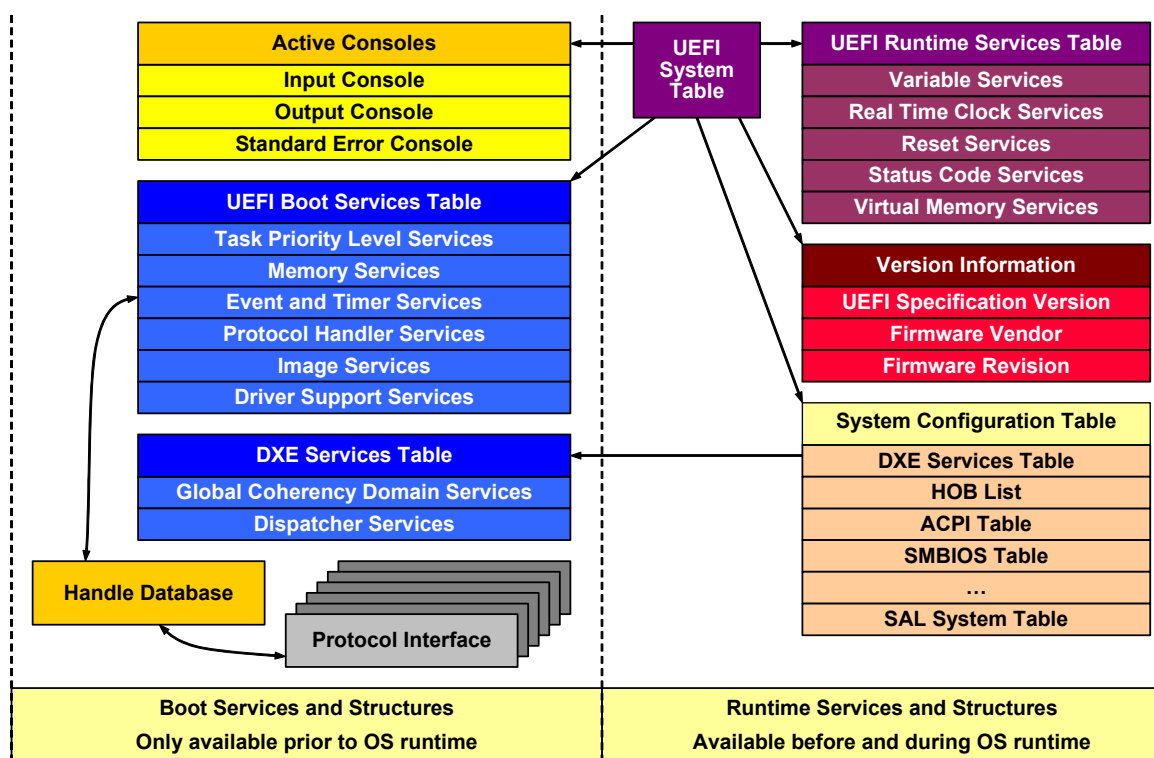 Active Consoles
Input Console
Output Console
Standard Error Console
UEFI
System
Table
UEFI Runtime Services Table
Variable Services
Real Time Clock Services
Reset Services
Status Code Services
Virtual Memory Services
UEFI Boot Services Table
Task Priority Level Services
Memory Services
Event and Timer Services
Protocol Handler Services
Image Services
Driver Support Services
Version Information
UEFI Specification Version
Firmware Vendor
Firmware Revision
DXE Services Table
Global Coherency Domain Services
Dispatcher Services
System Configuration Table
DXE Services Table
HOB List
ACPI Table
SMBIOS Table
…
SAL System Table
Handle Database
Protocol Interface
Boot Services and Structures
Only available prior to OS runtime
Runtime Services and Structures
Available before and during OS runtime